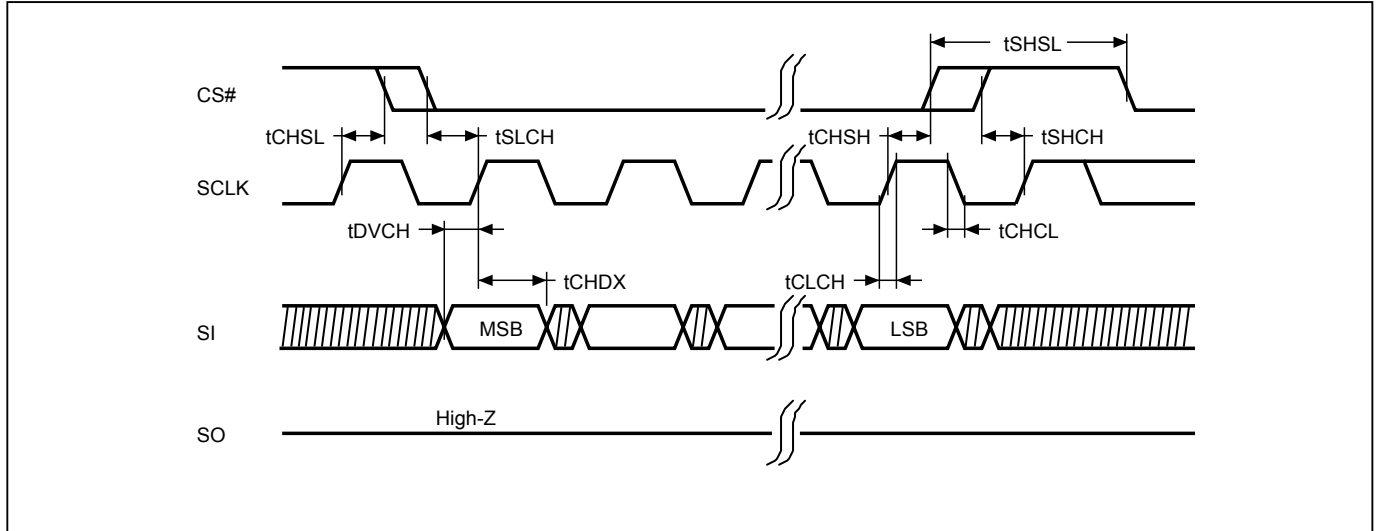 tSHSL
CS#
tCHSL
tSLCH
tCHSH
tSHCH
SCLK
tDVCH
tCHCL
tCHDX
tCLCH
SI
MSB
LSB
High-Z
SO